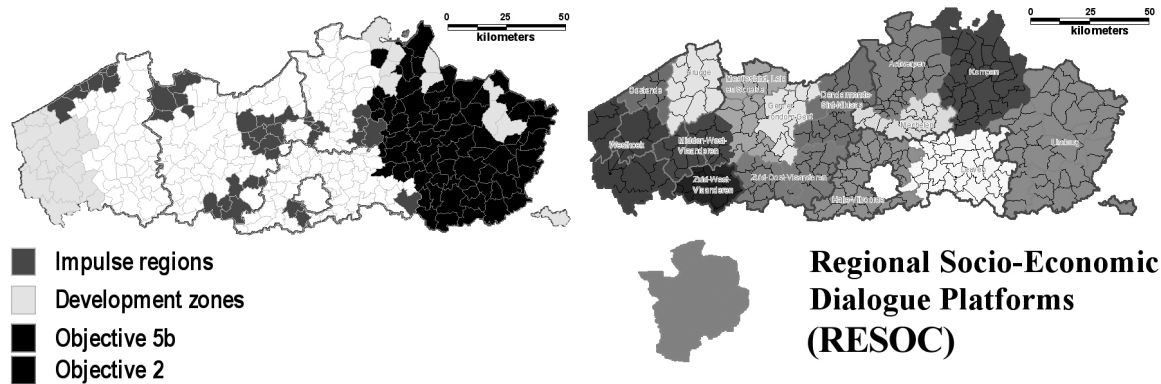 0 25 50
kilometers
Impulse regions
Development zones
Objective 5b
Objective 2
0 25 50
kilometers
Brugge
Oostende
Antwerpen
Kempen
Mechelen
Westhoek
Midden-West-
Vlaanderen
Limburg
Leuven
Zuid-West-
Vlaanderen
Zuid-Oost-Vlaanderen
Halle-Vilvoorde
Regional Socio-Economic
Dialogue Platforms
(RESOC)